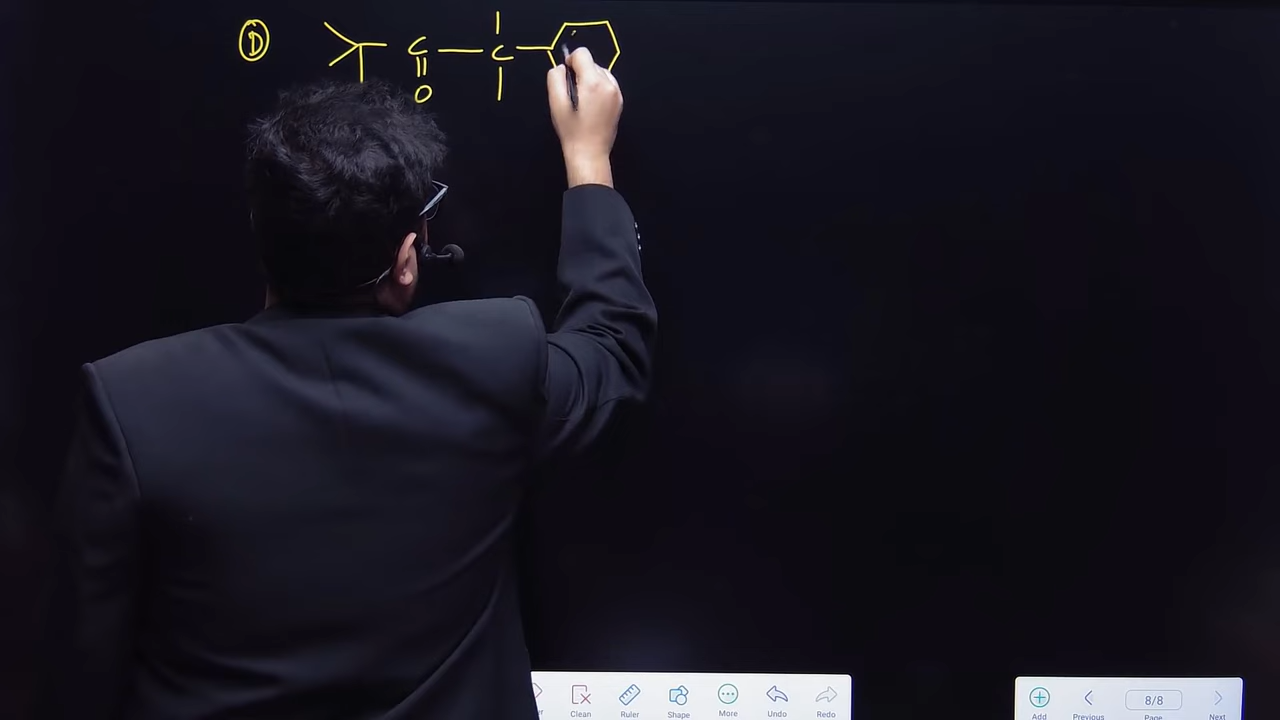 D
C C
O
Clean Ruler Shape More Undo Redo
8/8
Add Previous Page Next